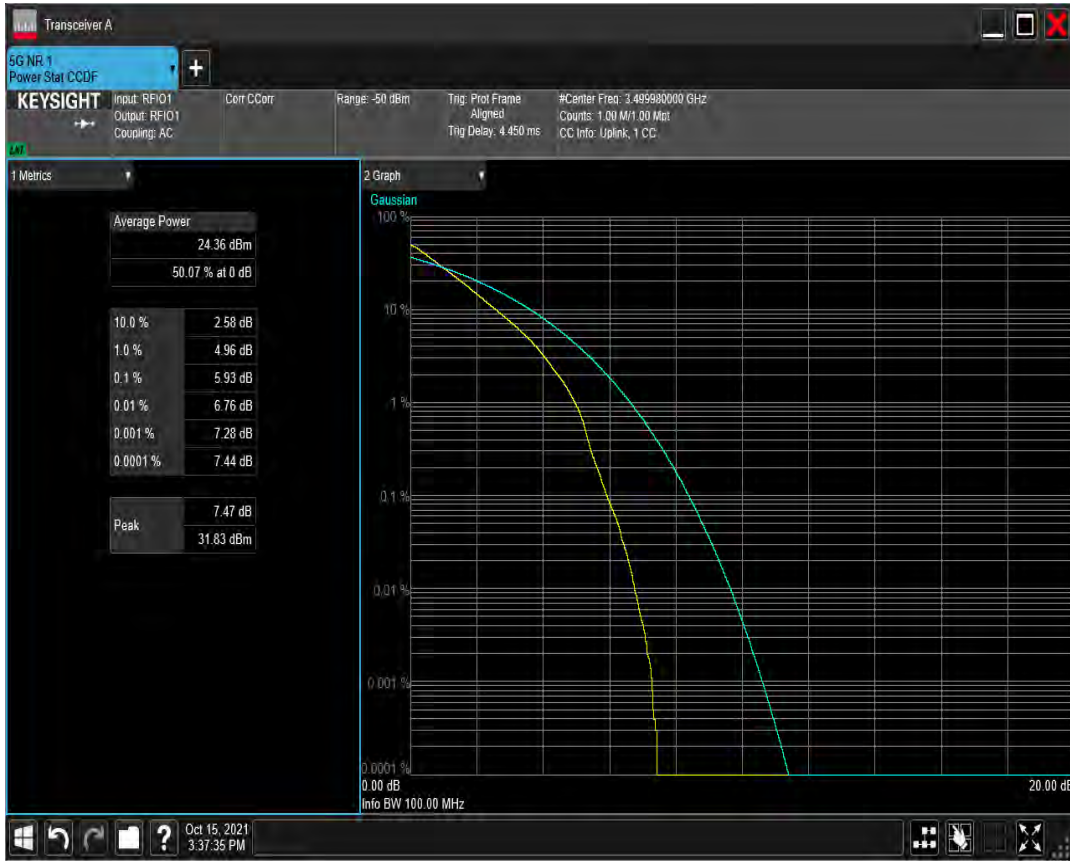 Transceiver A
5G NR 1
Power Stat CCDF
+
KEYSIGHT
Input: RFIO1
Output: RFIO1
Coupling: AC
Corr CCorr
Range: -50 dBm
Trig: Prot Frame
Aligned
Trig Delay: 4.450 ms
#Center Freq: 3.499980000 GHz
Counts: 1.00 M/1.00 Mpt
CC Info: Uplink, 1 CC
LXI
1 Metrics
Average Power
24.36 dBm
50.07 % at 0 dB
10.0 % 2.58 dB
1.0 % 4.96 dB
0.1 % 5.93 dB
0.01 % 6.76 dB
0.001 % 7.28 dB
0.0001 % 7.44 dB
Peak
7.47 dB
31.83 dBm
2 Graph
Gaussian
100 %
10 %
1 %
0.1 %
0.01 %
0.001 %
0.0001 %
0.00 dB
20.00 dB
Info BW 100.00 MHz
?
Oct 15, 2021
3:37:35 PM